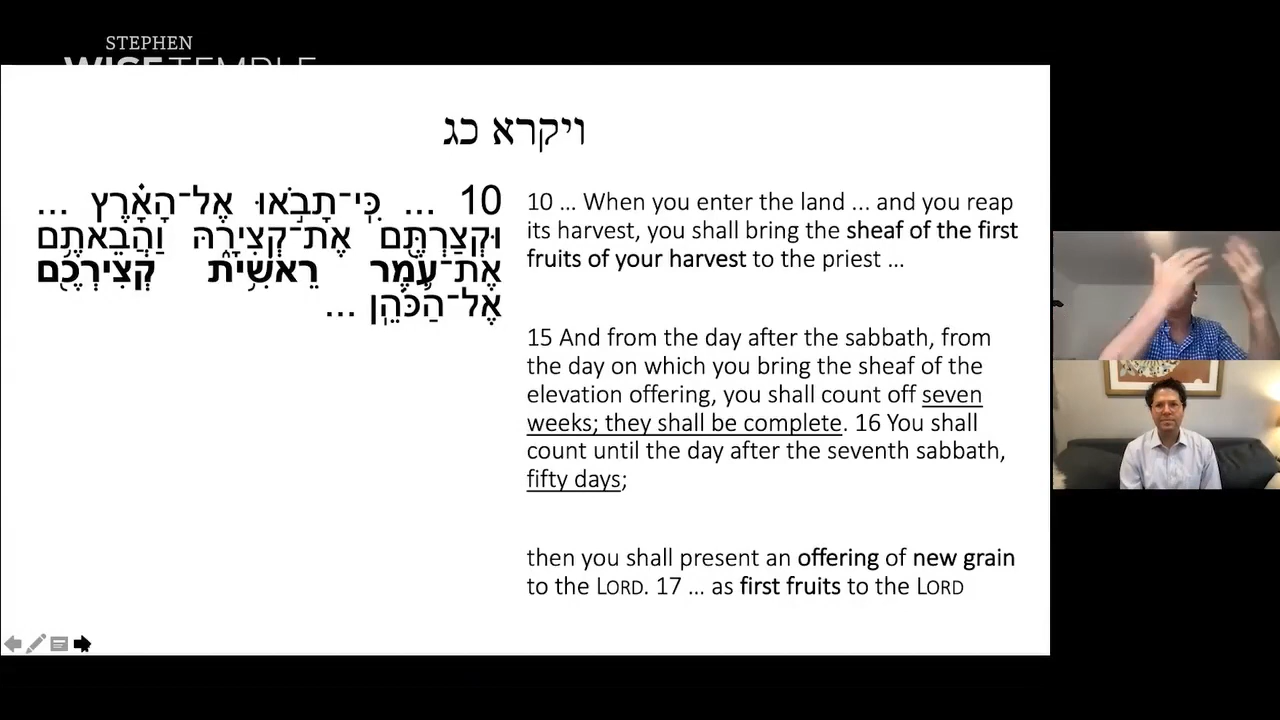 STEPHEN
WISE TEMPLE
ויקרא כג
10 ... כִּֽי־תָבֹ֣אוּ אֶל־הָאָ֗רֶץ ...
וּקְצַרְתֶּ֖ם אֶת־קְצִירָ֑הּ וַהֲבֵאתֶ֥ם
אֶת־עֹ֛מֶר רֵאשִׁ֥ית קְצִירְכֶ֖ם
אֶל־הַכֹּהֵֽן ...
10 ... When you enter the land ... and you reap
its harvest, you shall bring the sheaf of the first
fruits of your harvest to the priest ...
15 And from the day after the sabbath, from
the day on which you bring the sheaf of the
elevation offering, you shall count off seven
weeks; they shall be complete. 16 You shall
count until the day after the seventh sabbath,
fifty days;
then you shall present an offering of new grain
to the LORD. 17 ... as first fruits to the LORD